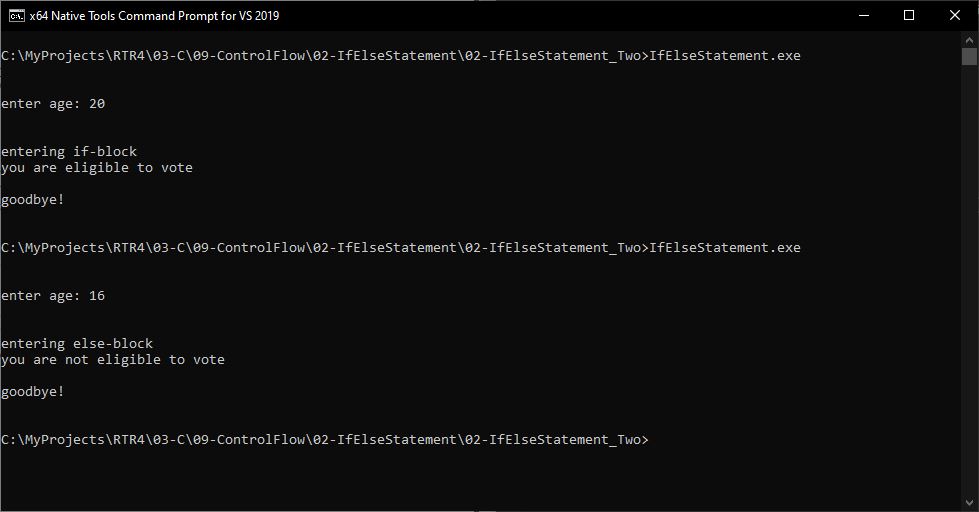 x64 Native Tools Command Prompt for VS 2019
C:\MyProjects\RTR4\03-C\09-ControlFlow\02-IfElseStatement\02-IfElseStatement_Two>IfElseStatement.exe
enter age: 20
entering if-block
you are eligible to vote
goodbye!
C:\MyProjects\RTR4\03-C\09-ControlFlow\02-IfElseStatement\02-IfElseStatement_Two>IfElseStatement.exe
enter age: 16
entering else-block
you are not eligible to vote
goodbye!
C:\MyProjects\RTR4\03-C\09-ControlFlow\02-IfElseStatement\02-IfElseStatement_Two>